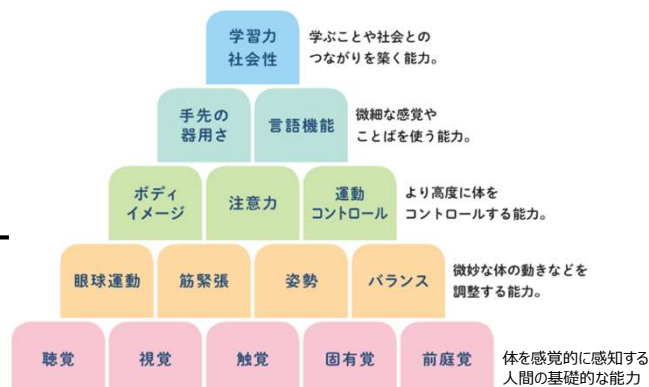 学習力
社会性
学ぶことや社会との
つながりを築く能力。
手先の
器用さ
言語機能
微細な感覚や
ことばを使う能力。
ボディ
イメージ
注意力
運動
コントロール
より高度に体を
コントロールする能力。
眼球運動
筋緊張
姿勢
バランス
微妙な体の動きなどを
調整する能力。
聴覚
視覚
触覚
固有覚
前庭覚
体を感覚的に感知する
人間の基礎的な能力